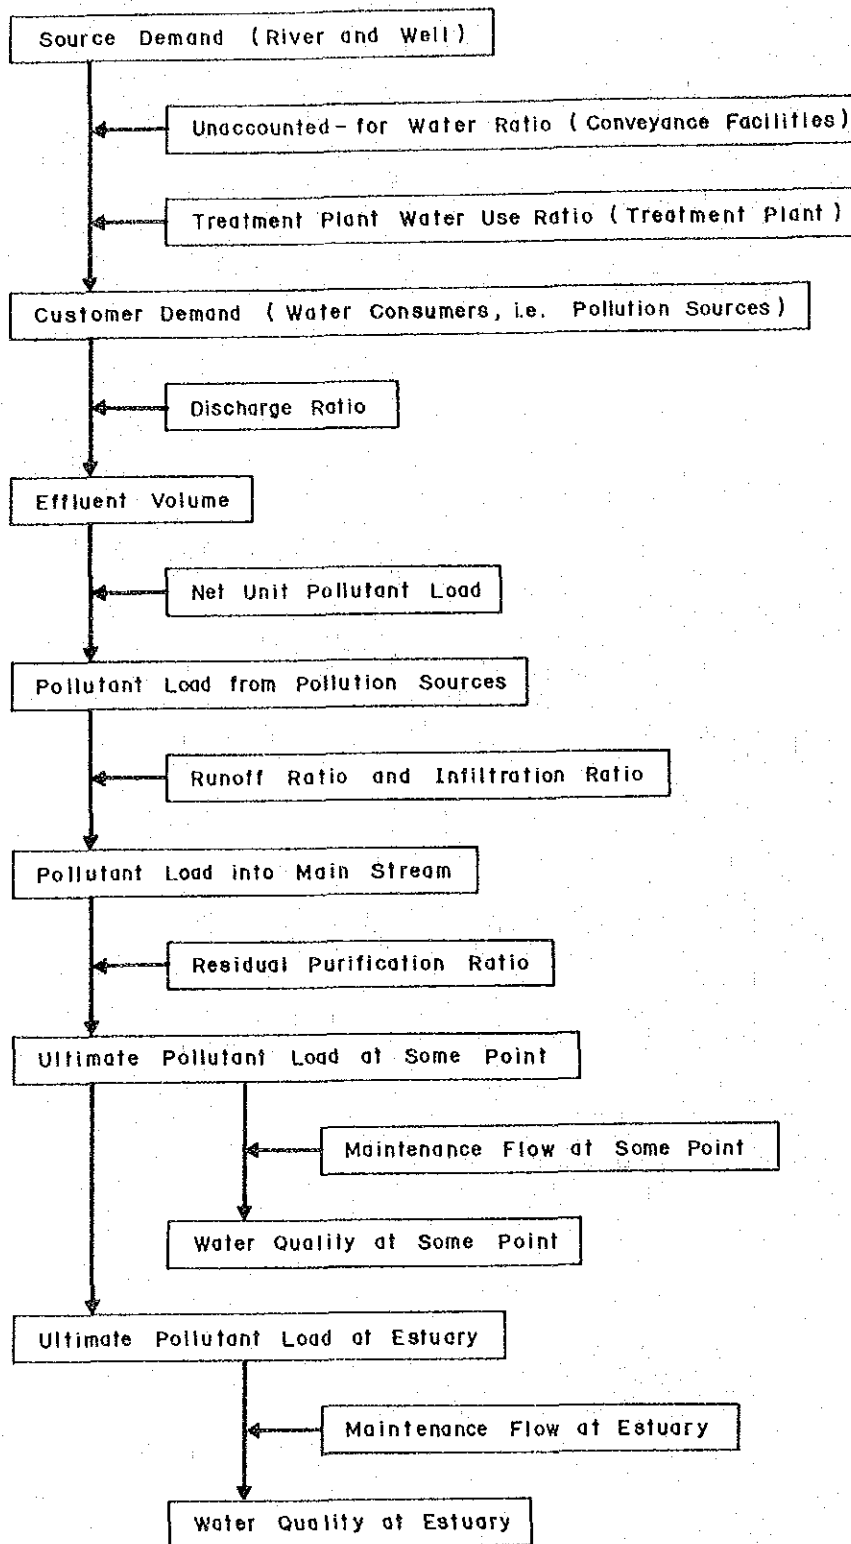 Source Demand (River and Well)
Unaccounted-for Water Ratio (Conveyance Facilities)
Treatment Plant Water Use Ratio (Treatment Plant)
Customer Demand (Water Consumers, i.e. Pollution Sources)
Discharge Ratio
Effluent Volume
Net Unit Pollutant Load
Pollutant Load from Pollution Sources
Runoff Ratio and Infiltration Ratio
Pollutant Load into Main Stream
Residual Purification Ratio
Ultimate Pollutant Load at Some Point
Maintenance Flow at Some Point
Water Quality at Some Point
Ultimate Pollutant Load at Estuary
Maintenance Flow at Estuary
Water Quality at Estuary